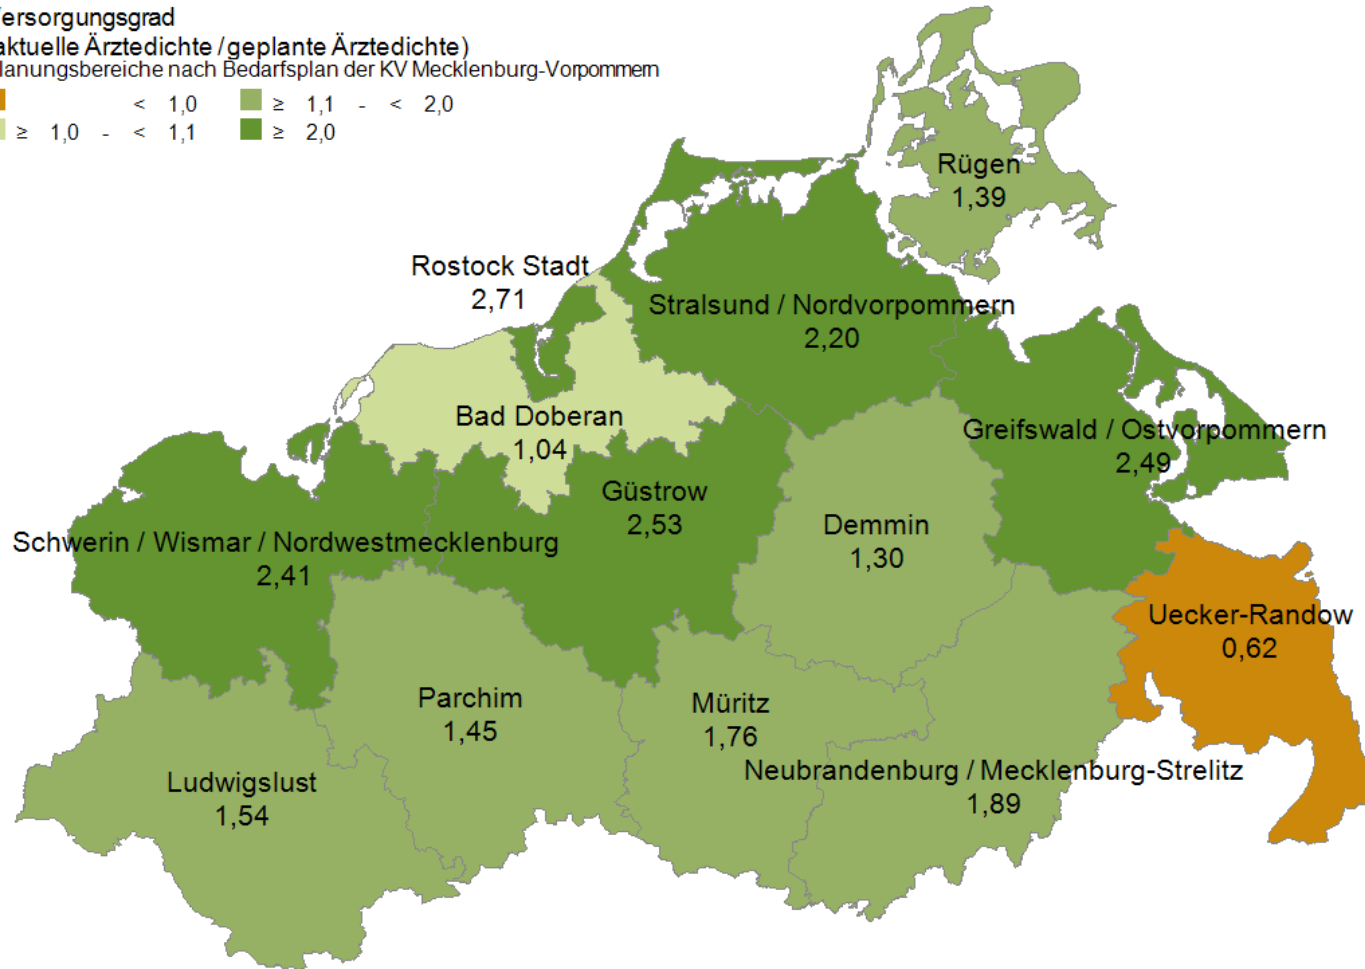 Versorgungsgrad
(aktuelle Ärztedichte / geplante Ärztedichte)
Planungsbereiche nach Bedarfsplan der KV Mecklenburg-Vorpommern
< 1,0 ≥ 1,1 - < 2,0
≥ 1,0 - < 1,1 ≥ 2,0
Rügen
1,39
Rostock Stadt
2,71
Stralsund / Nordvorpommern
2,20
Bad Doberan
1,04
Greifswald / Ostvorpommern
2,49
Güstrow
2,53
Demmin
1,30
Schwerin / Wismar / Nordwestmecklenburg
2,41
Uecker-Randow
0,62
Parchim
1,45
Müritz
1,76
Neubrandenburg / Mecklenburg-Strelitz
1,89
Ludwigslust
1,54